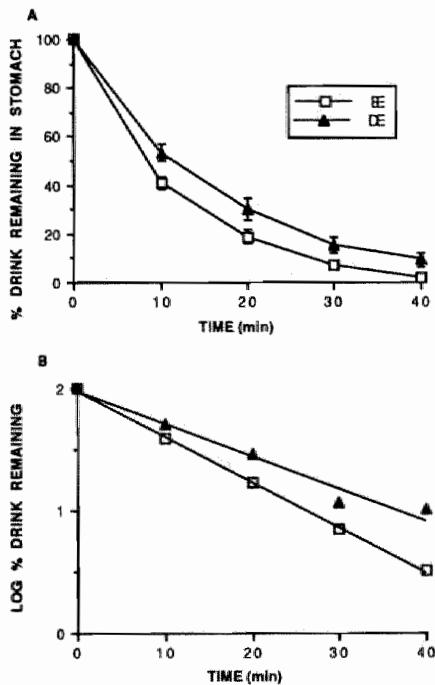 A
% DRINK REMAINING IN STOMACH
100
80
60
40
20
0
EE
DE
0 10 20 30 40
TIME (min)
B
LOG % DRINK REMAINING
2
1
0
0 10 20 30 40
TIME (min)